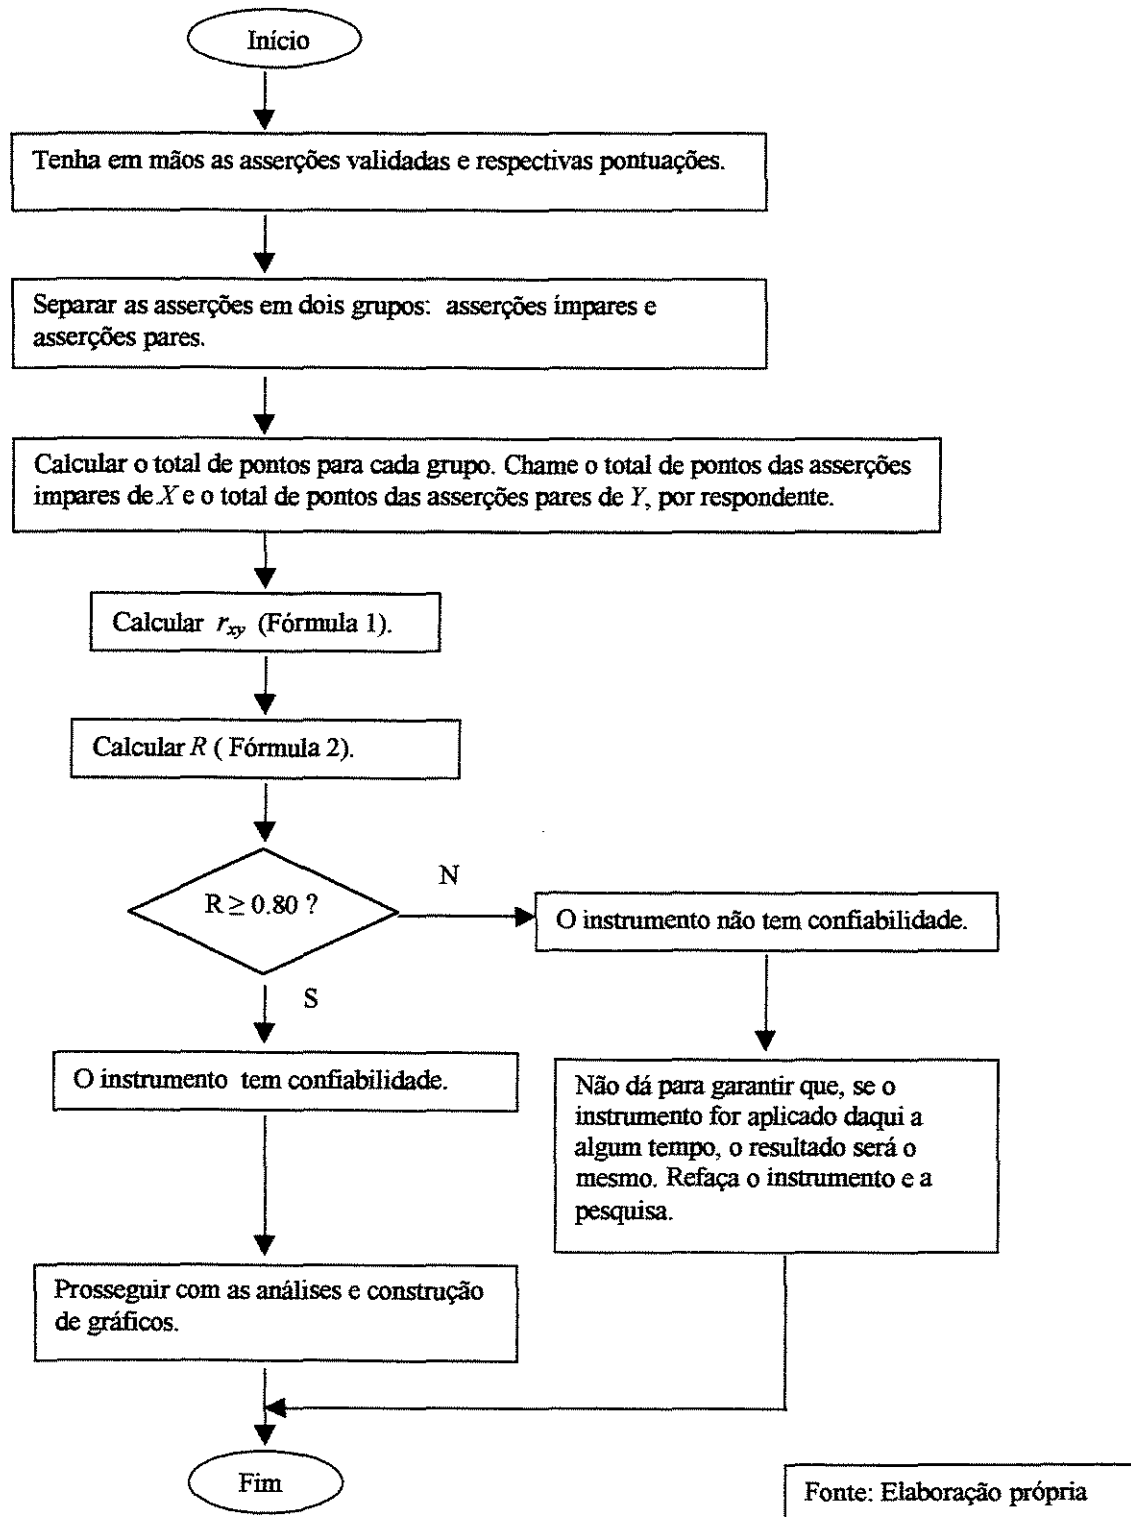 Início
Tenha em mãos as asserções validadas e respectivas pontuações.
Separar as asserções em dois grupos: asserções ímpares e
asserções pares.
Calcular o total de pontos para cada grupo. Chame o total de pontos das asserções
impares de X e o total de pontos das asserções pares de Y, por respondente.
Calcular r_xy (Fórmula 1).
Calcular R ( Fórmula 2).
R ≥ 0.80 ?
N
O instrumento não tem confiabilidade.
S
O instrumento tem confiabilidade.
Não dá para garantir que, se o
instrumento for aplicado daqui a
algum tempo, o resultado será o
mesmo. Refaça o instrumento e a
pesquisa.
Prosseguir com as análises e construção
de gráficos.
Fim
Fonte: Elaboração própria